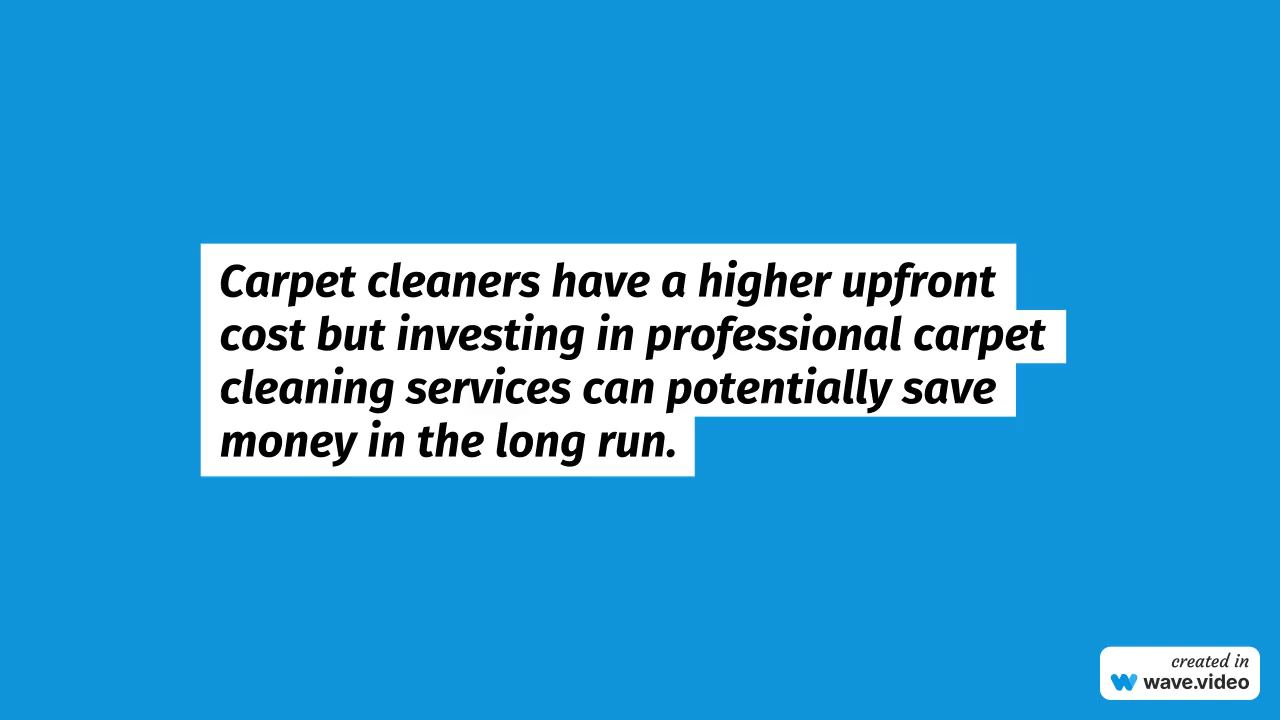 Carpet cleaners have a higher upfront
cost but investing in professional carpet
cleaning services can potentially save
money in the long run.
created in
wave.video